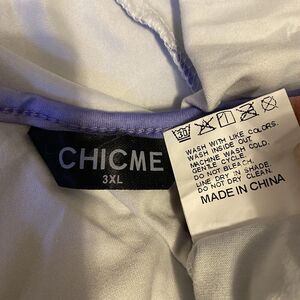 CHICME
3XL
30
WASH WITH LIKE COLORS.
WASH INSIDE OUT.
MACHINE WASH COLD.
GENTLE CYCLE.
DO NOT BLEACH.
LINE DRY IN SHADE.
DO NOT DRY CLEAN.
MADE IN CHINA